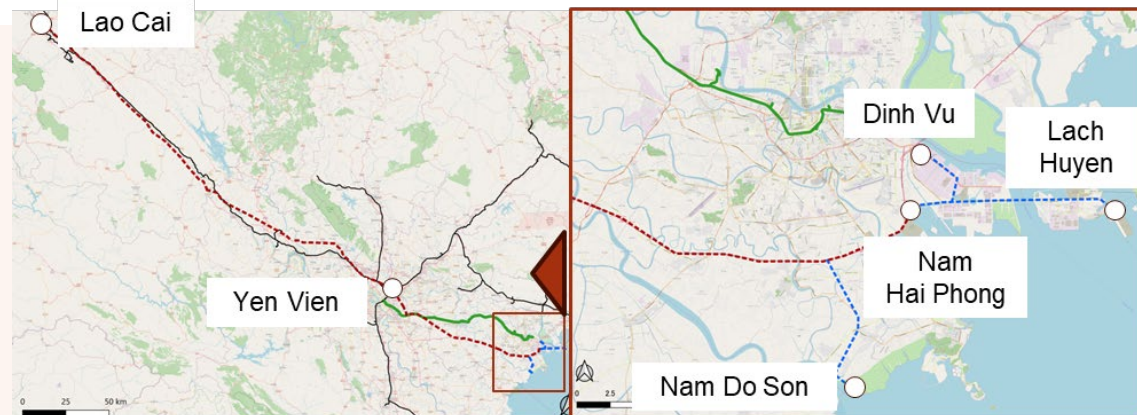 Lao Cai
Yen Vien
0 25 50 km
Dinh Vu
Lach
Huyen
Nam
Hai Phong
Nam Do Son
0 2.5